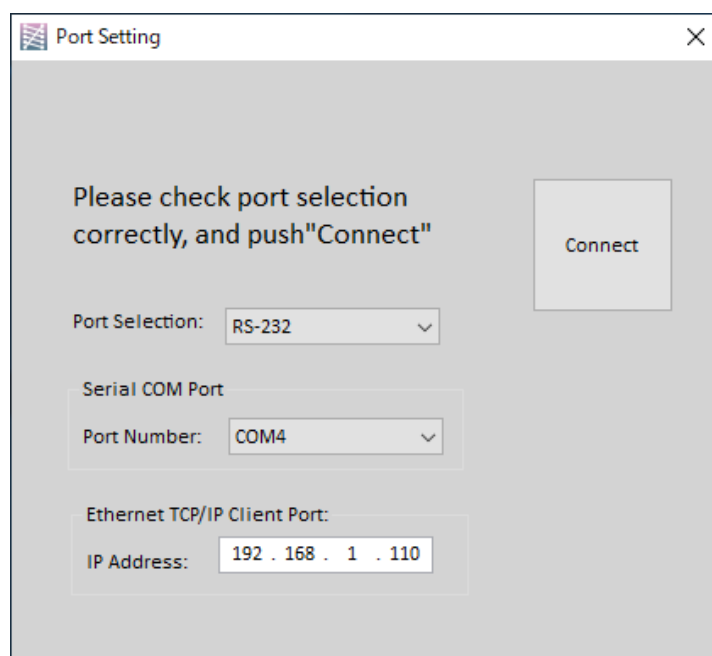 Port Setting
Please check port selection
correctly, and push"Connect"
Connect
Port Selection: RS-232
Serial COM Port
Port Number: COM4
Ethernet TCP/IP Client Port:
IP Address: 192 . 168 . 1 . 110